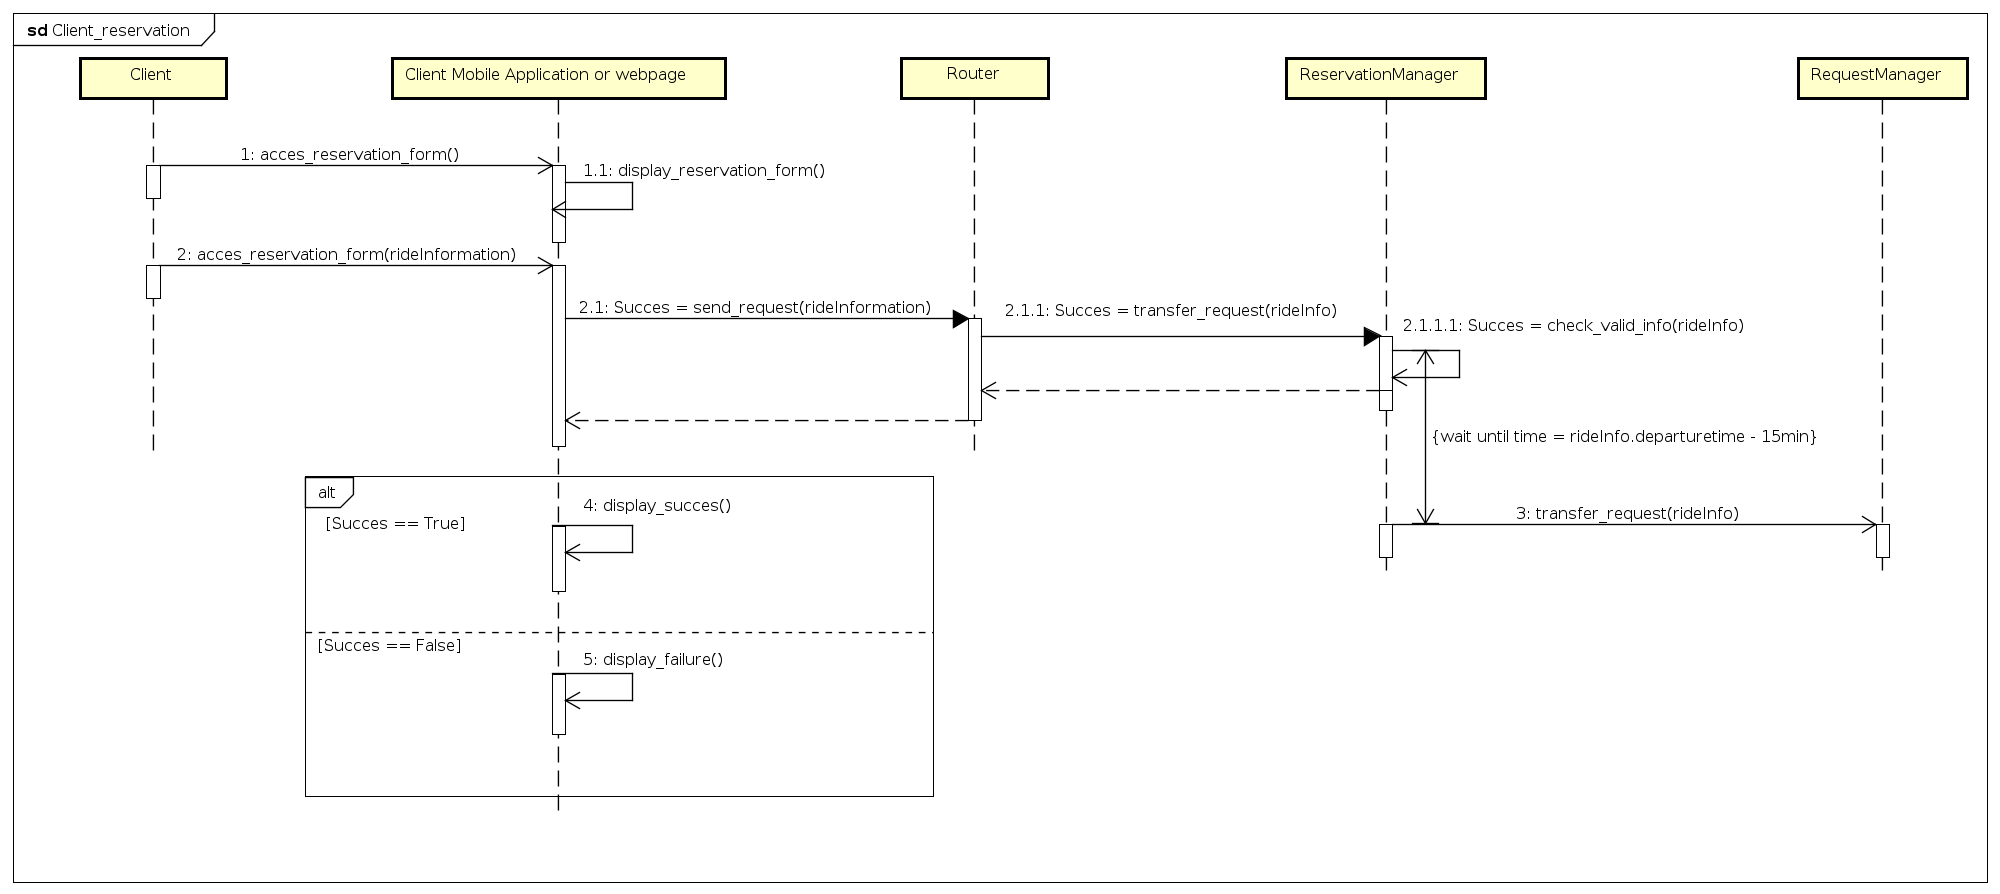 sd Client_reservation
Client
Client Mobile Application or webpage
Router
ReservationManager
RequestManager
1: acces_reservation_form()
1.1: display_reservation_form()
2: acces_reservation_form(rideInformation)
2.1: Succes = send_request(rideInformation)
2.1.1: Succes = transfer_request(rideInfo)
2.1.1.1: Succes = check_valid_info(rideInfo)
{wait until time = rideInfo.departuretime - 15min}
alt
4: display_succes()
[Succes == True]
3: transfer_request(rideInfo)
[Succes == False]
5: display_failure()